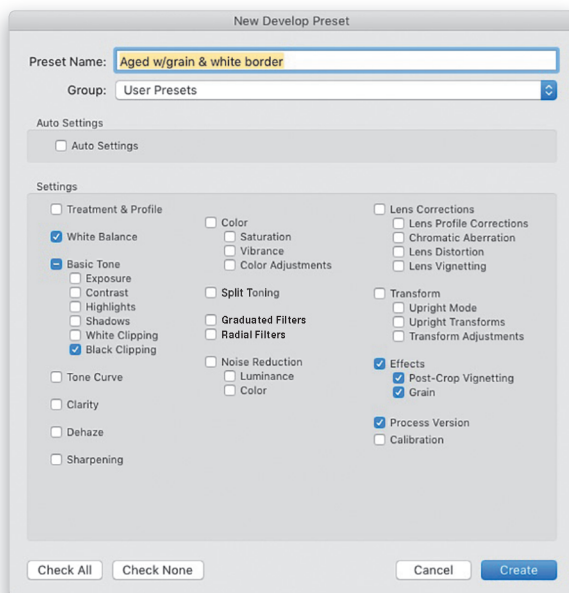 New Develop Preset
Preset Name: Aged w/grain & white border
Group: User Presets
Auto Settings
Auto Settings
Settings
Treatment & Profile
White Balance
Basic Tone
Exposure
Contrast
Highlights
Shadows
White Clipping
Black Clipping
Tone Curve
Clarity
Dehaze
Sharpening
Color
Saturation
Vibrance
Color Adjustments
Split Toning
Graduated Filters
Radial Filters
Noise Reduction
Luminance
Color
Lens Corrections
Lens Profile Corrections
Chromatic Aberration
Lens Distortion
Lens Vignetting
Transform
Upright Mode
Upright Transforms
Transform Adjustments
Effects
Post-Crop Vignetting
Grain
Process Version
Calibration
Check All Check None Cancel Create